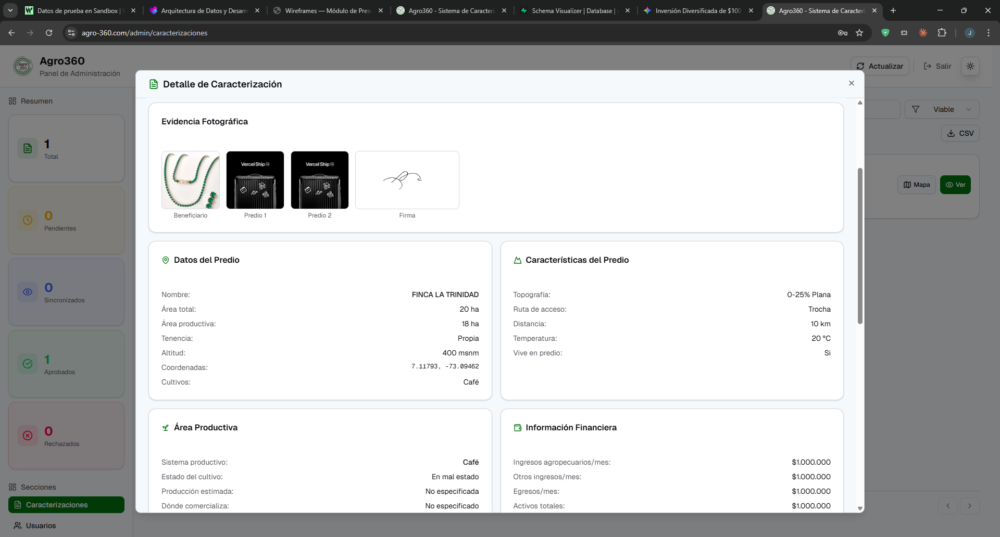 Datos de prueba en Sandbox |
Arquitectura de Datos y Desarro
Wireframes — Módulo de Pres
Agro360 - Sistema de Caracteri
Schema Visualizer | Database |
Inversión Diversificada de $100
Agro360 - Sistema de Caracteri
agro-360.com/admin/caracterizaciones
J
Agro 360
Agro360
Panel de Administración
Actualizar
Salir
Resumen
1
Total
0
Pendientes
0
Sincronizados
1
Aprobados
0
Rechazados
Secciones
Caracterizaciones
Usuarios
Viable
CSV
Mapa
Ver
Detalle de Caracterización
Evidencia Fotográfica
Vercel Ship
Vercel Ship
Beneficiario
Predio 1
Predio 2
Firma
Datos del Predio
Nombre: FINCA LA TRINIDAD
Área total: 20 ha
Área productiva: 18 ha
Tenencia: Propia
Altitud: 400 msnm
Coordenadas: 7.11793, -73.09462
Cultivos: Café
Características del Predio
Topografía: 0-25% Plana
Ruta de acceso: Trocha
Distancia: 10 km
Temperatura: 20 °C
Vive en predio: Si
Área Productiva
Sistema productivo: Café
Estado del cultivo: En mal estado
Producción estimada: No especificada
Dónde comercializa: No especificado
Información Financiera
Ingresos agropecuarios/mes: $1.000.000
Otros ingresos/mes: $1.000.000
Egresos/mes: $1.000.000
Activos totales: $1.000.000